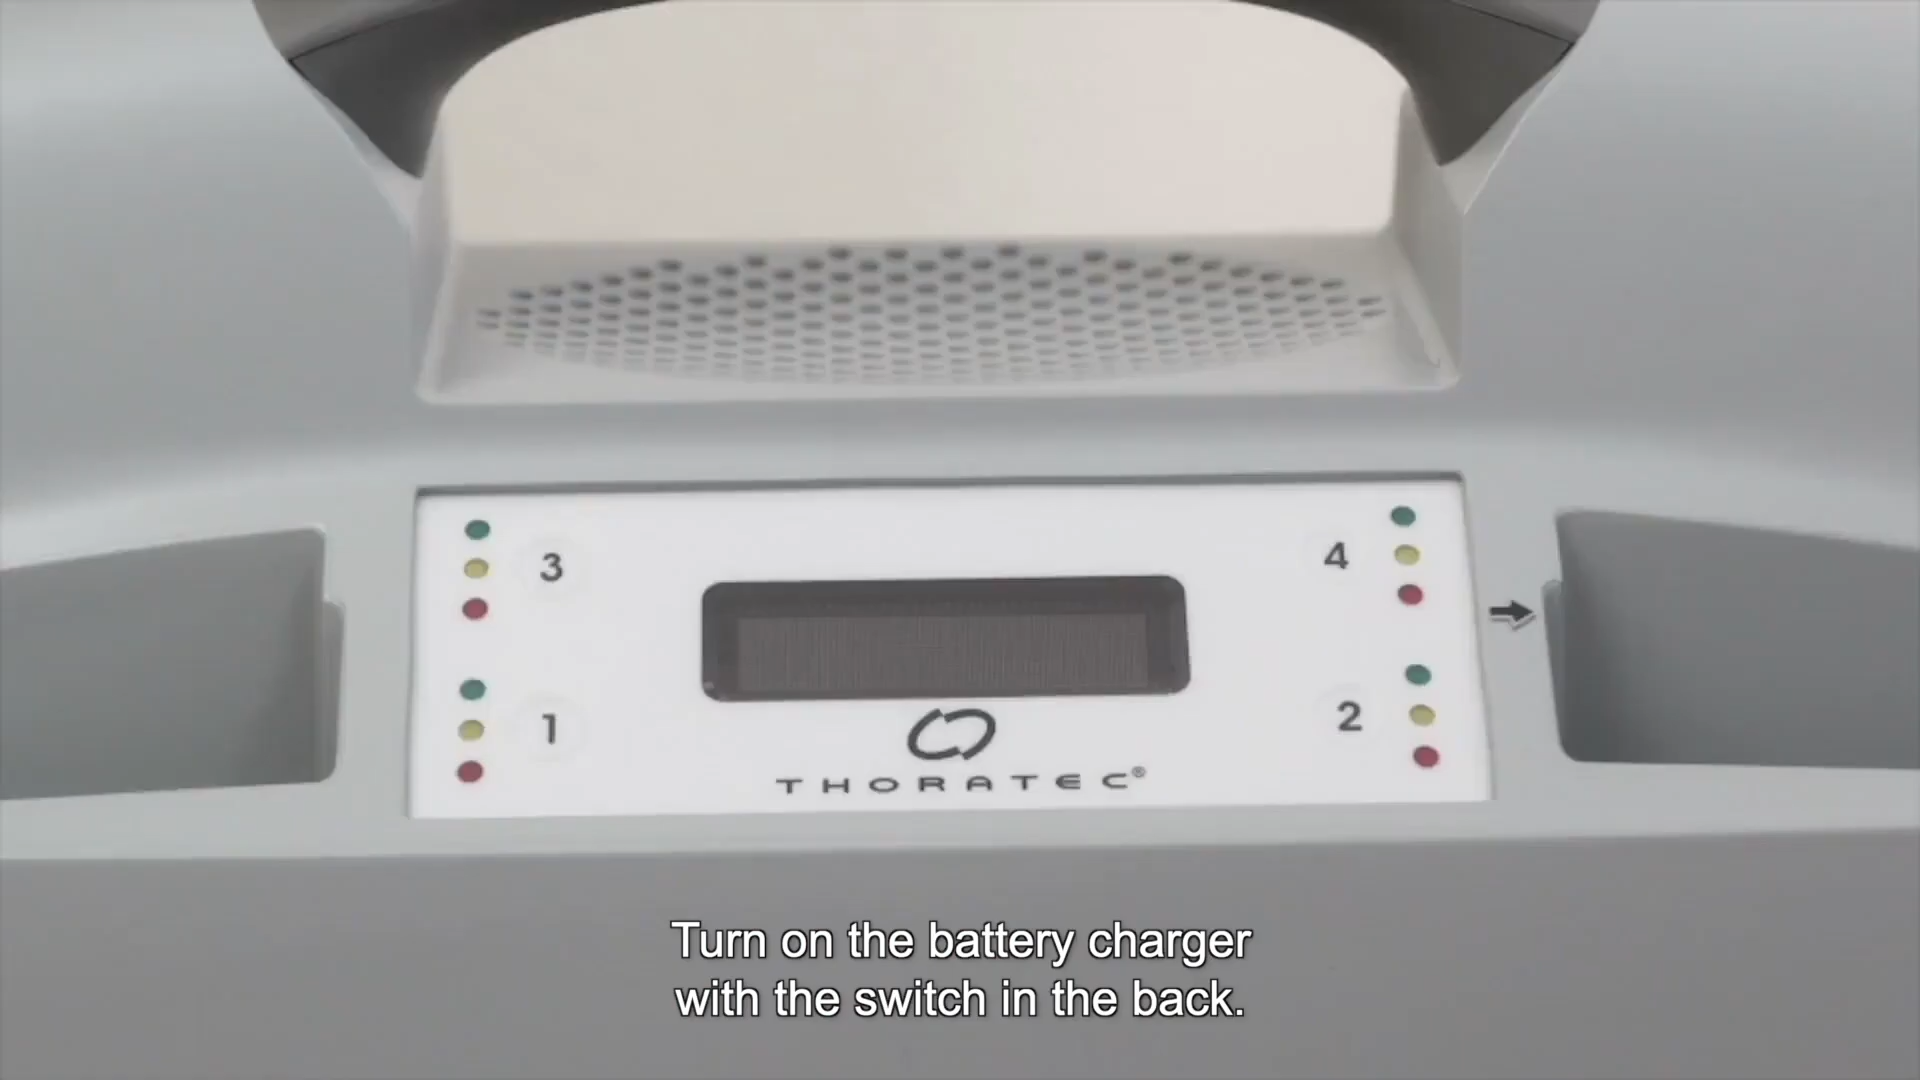 3
4
1
2
THORATEC®
Turn on the battery charger
with the switch in the back.